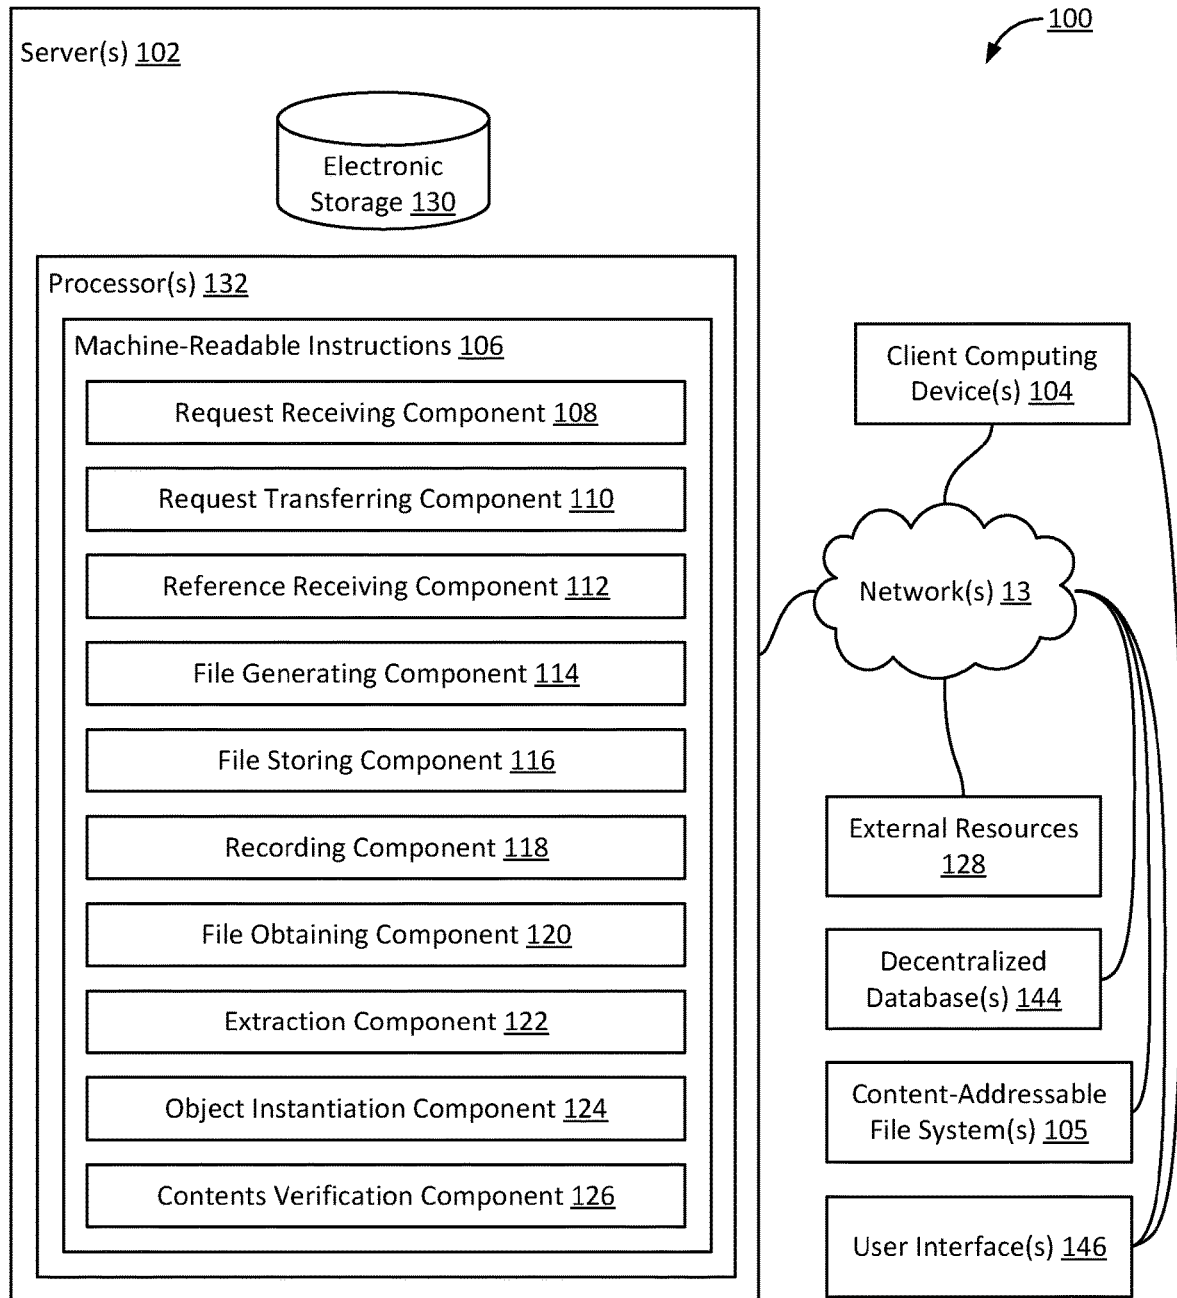 100
Server(s) 102
Electronic
Storage 130
Processor(s) 132
Machine-Readable Instructions 106
Request Receiving Component 108
Request Transferring Component 110
Reference Receiving Component 112
File Generating Component 114
File Storing Component 116
Recording Component 118
File Obtaining Component 120
Extraction Component 122
Object Instantiation Component 124
Contents Verification Component 126
Client Computing
Device(s) 104
Network(s) 13
External Resources
128
Decentralized
Database(s) 144
Content-Addressable
File System(s) 105
User Interface(s) 146